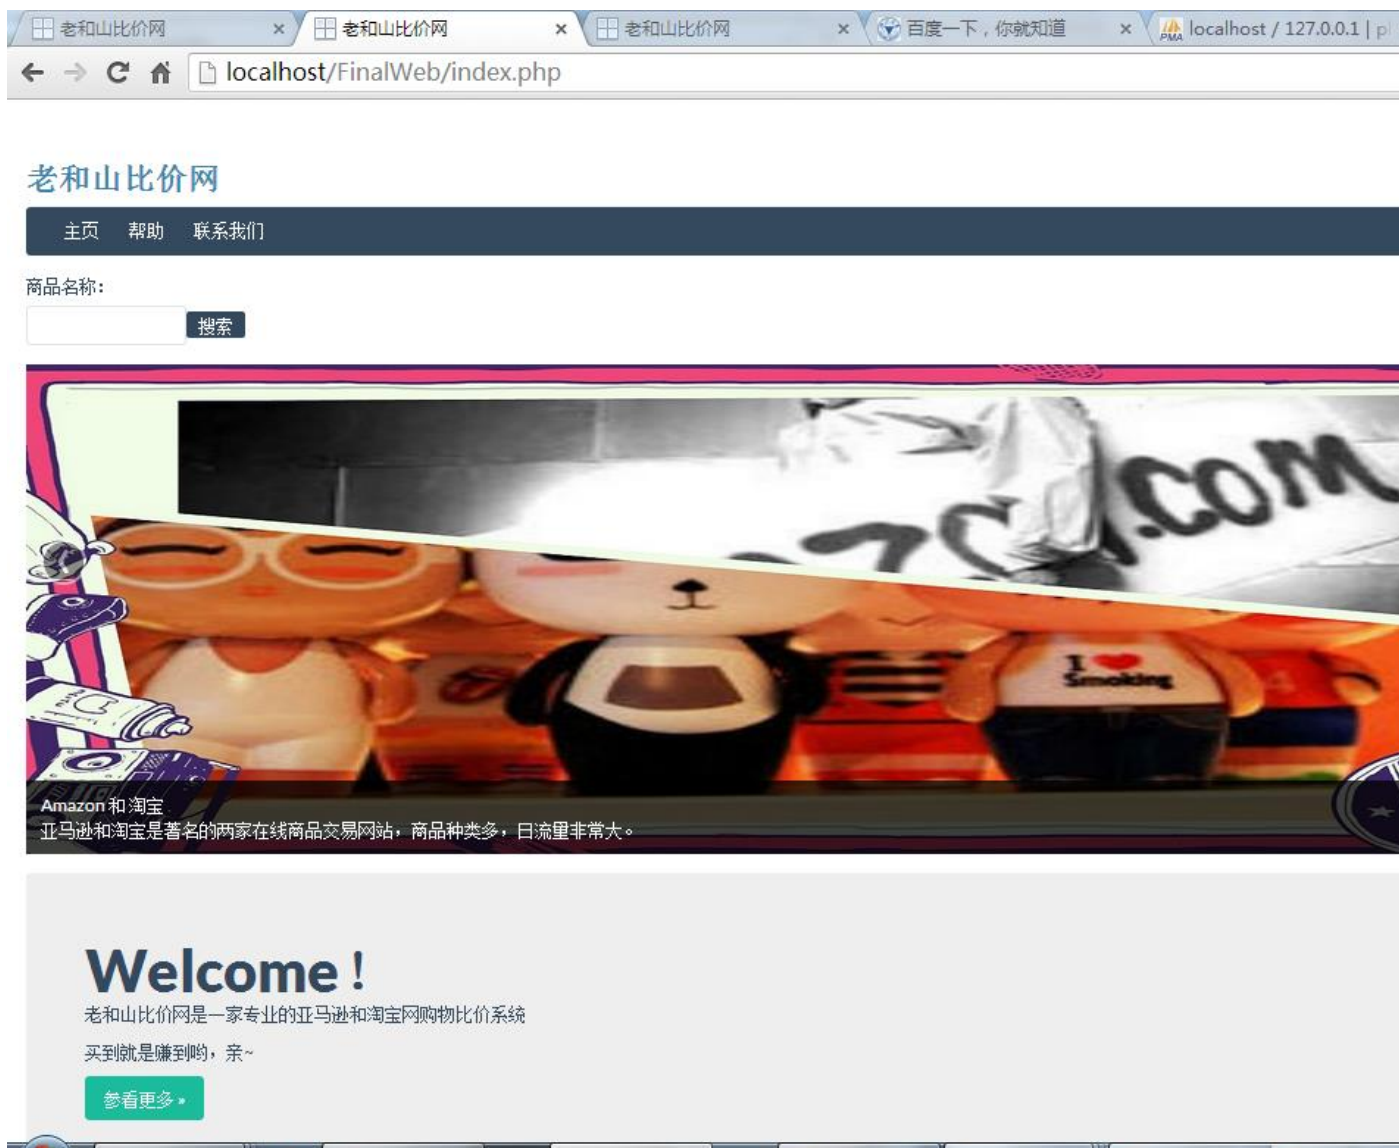 老和山比价网
老和山比价网
老和山比价网
百度一下，你就知道
localhost / 127.0.0.1 | p
localhost/FinalWeb/index.php
老和山比价网
主页 帮助 联系我们
商品名称：
搜索
.com
I
Smoking
Amazon 和 淘宝
亚马逊和淘宝是著名的两家在线商品交易网站，商品种类多，日流量非常大。
Welcome！
老和山比价网是一家专业的亚马逊和淘宝网购物比价系统
买到就是赚到哟，亲~
参看更多 »